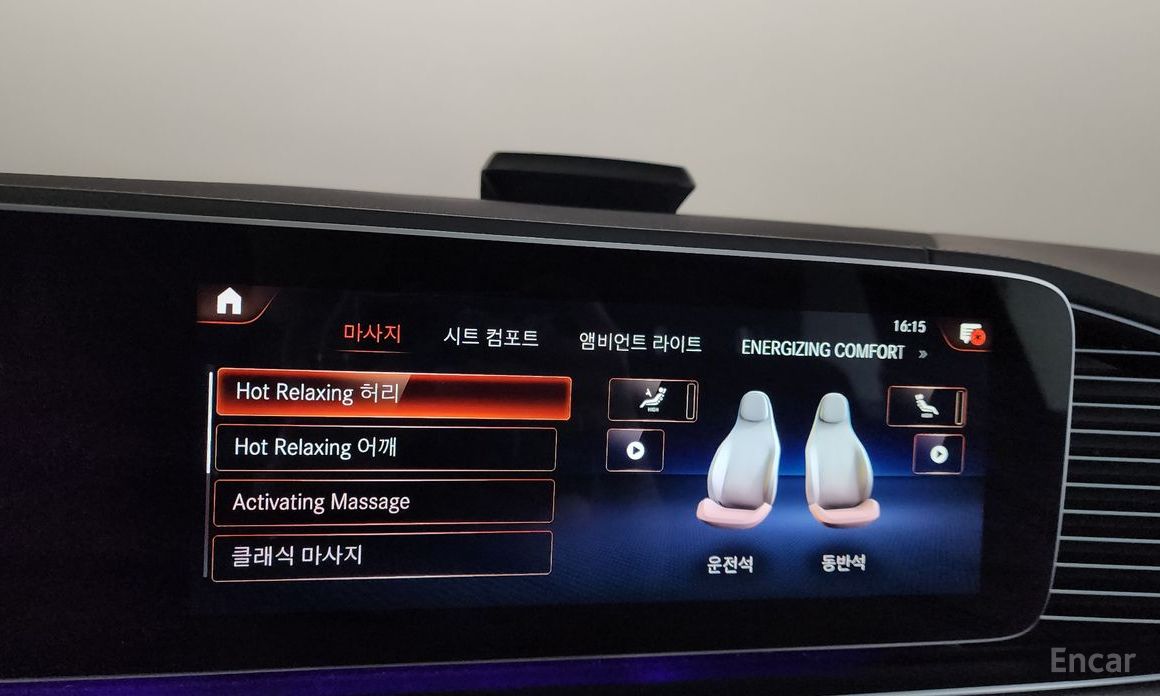 16:15
마사지
시트 컴포트
앰비언트 라이트
ENERGIZING COMFORT »
Hot Relaxing 허리
Hot Relaxing 어깨
Activating Massage
클래식 마사지
HIGH
운전석
동반석
Encar